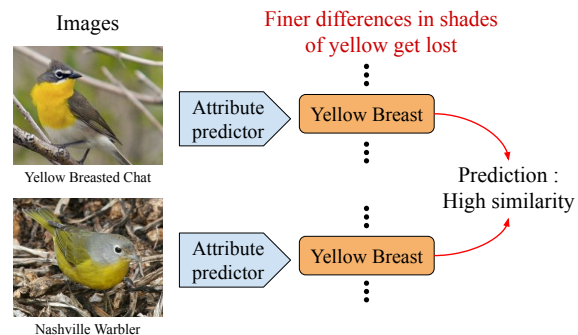 Images
Finer differences in shades
of yellow get lost
Attribute
predictor
Yellow Breast
Yellow Breasted Chat
Prediction :
High similarity
Attribute
predictor
Yellow Breast
Nashville Warbler